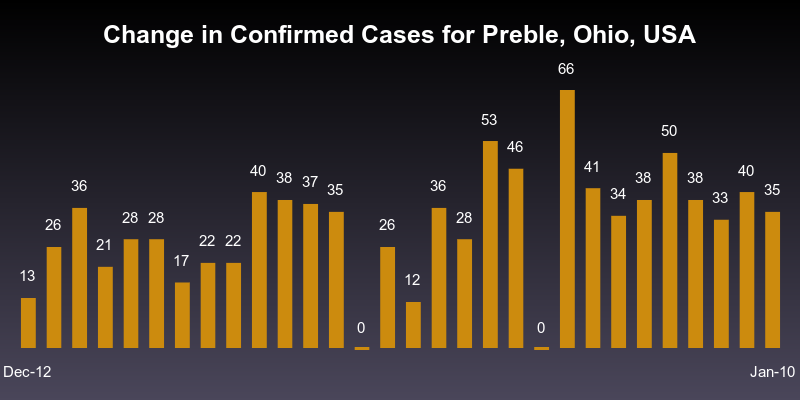 Change in Confirmed Cases for Preble, Ohio, USA
13 26 36 21 28 28 17 22 22 40 38 37 35 0 26 12 36 28 53 46 0 66 41 34 38 50 38 33 40 35
Dec-12 Jan-10